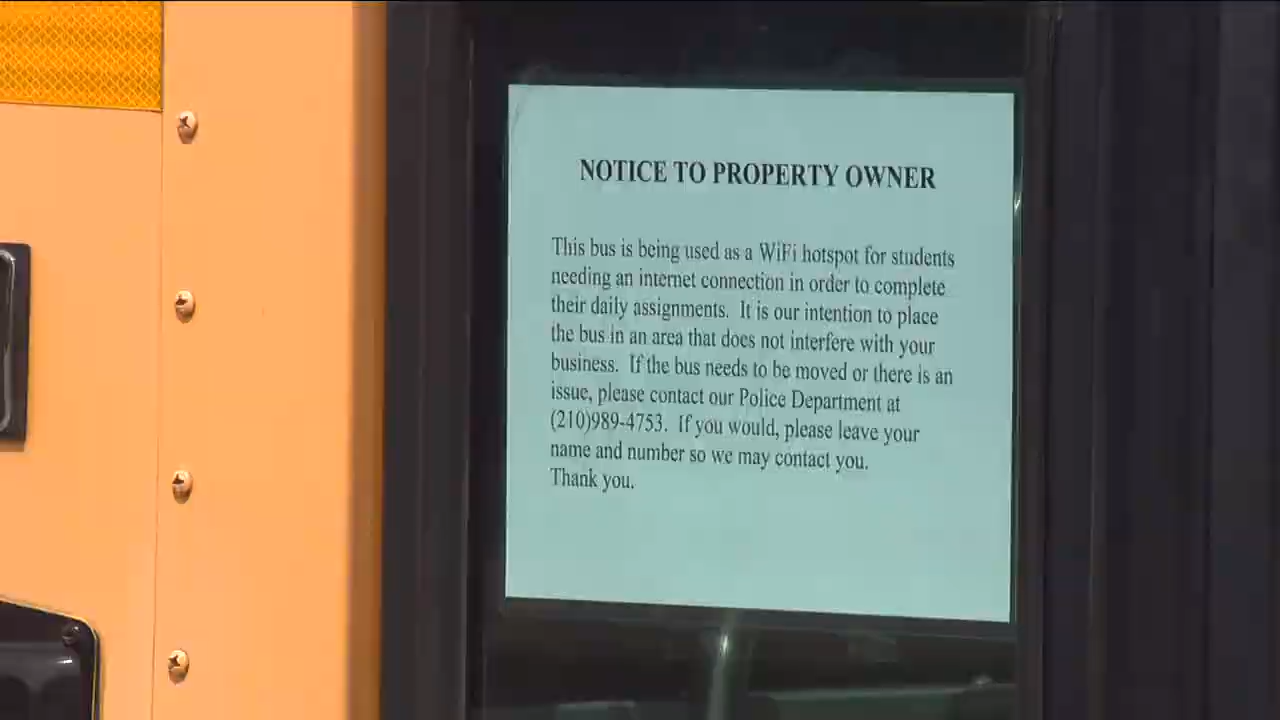 NOTICE TO PROPERTY OWNER
This bus is being used as a WiFi hotspot for students
needing an internet connection in order to complete
their daily assignments. It is our intention to place
the bus in an area that does not interfere with your
business. If the bus needs to be moved or there is an
issue, please contact our Police Department at
(210)989-4753. If you would, please leave your
name and number so we may contact you.
Thank you.